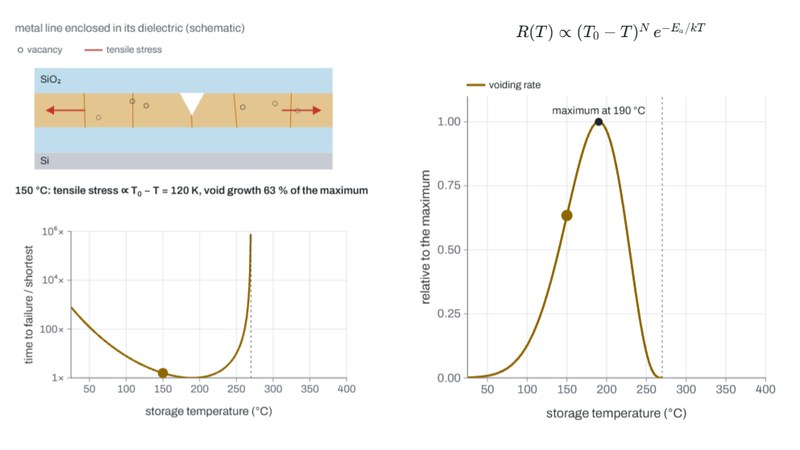 metal line enclosed in its dielectric (schematic)
vacancy
tensile stress
SiO₂
Si
150 °C: tensile stress ∝ T₀ − T = 120 K, void growth 63 % of the maximum
time to failure / shortest
10⁶×
10⁴×
100×
1×
50 100 150 200 250 300 350 400
storage temperature (°C)
R(T) ∝ (T₀ − T)ᴺ e^(−Eₐ/kT)
voiding rate
maximum at 190 °C
relative to the maximum
1.00
0.75
0.50
0.25
0.00
50 100 150 200 250 300 350 400
storage temperature (°C)